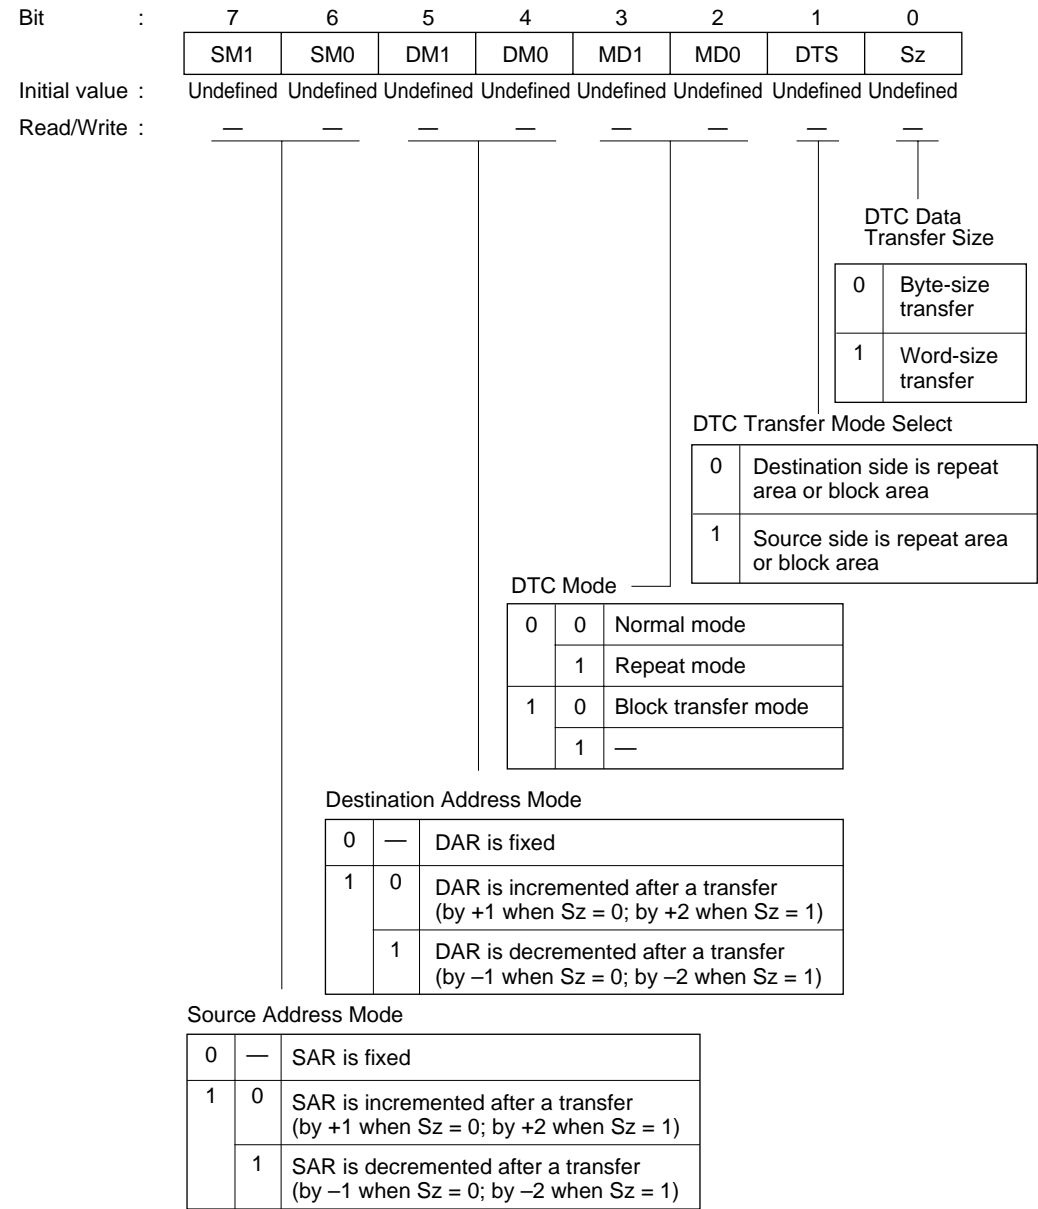 Bit : 7 6 5 4 3 2 1 0
SM1 SM0 DM1 DM0 MD1 MD0 DTS Sz
Initial value : Undefined Undefined Undefined Undefined Undefined Undefined Undefined Undefined
Read/Write : — — — — — — — —
DTC Data
Transfer Size
0 Byte-size
transfer
1 Word-size
transfer
DTC Transfer Mode Select
0 Destination side is repeat
area or block area
1 Source side is repeat area
or block area
DTC Mode
0 0 Normal mode
1 Repeat mode
1 0 Block transfer mode
1 —
Destination Address Mode
0 — DAR is fixed
1 0 DAR is incremented after a transfer
(by +1 when Sz = 0; by +2 when Sz = 1)
1 DAR is decremented after a transfer
(by –1 when Sz = 0; by –2 when Sz = 1)
Source Address Mode
0 — SAR is fixed
1 0 SAR is incremented after a transfer
(by +1 when Sz = 0; by +2 when Sz = 1)
1 SAR is decremented after a transfer
(by –1 when Sz = 0; by –2 when Sz = 1)